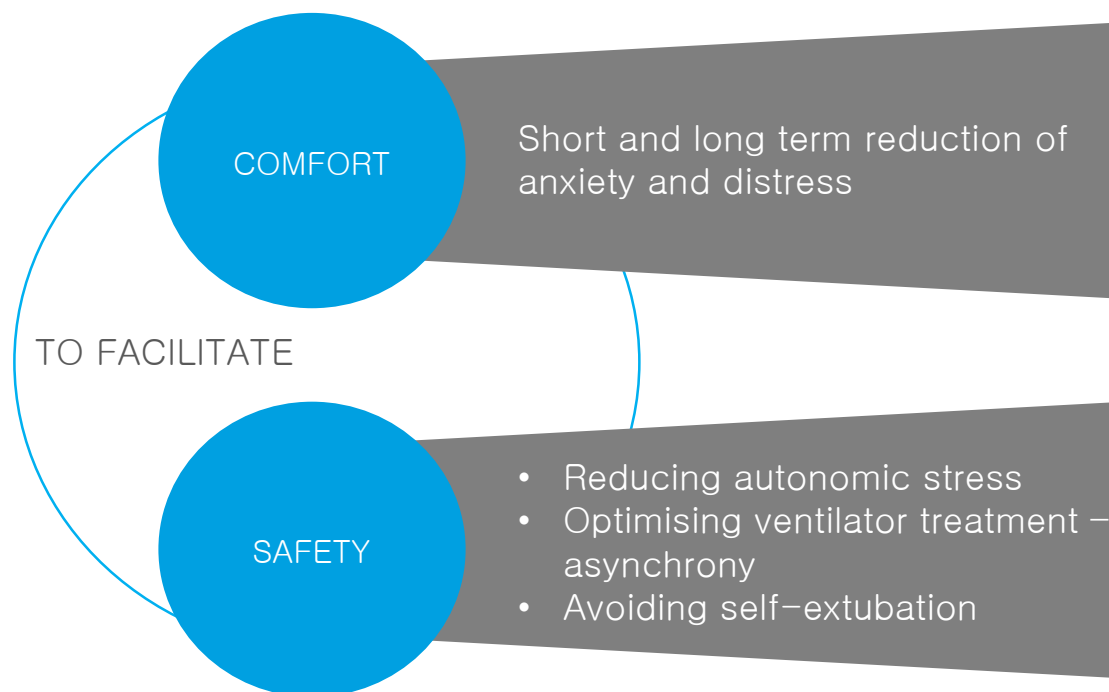 COMFORT
Short and long term reduction of
anxiety and distress
TO FACILITATE
SAFETY
• Reducing autonomic stress
• Optimising ventilator treatment –
asynchrony
• Avoiding self-extubation